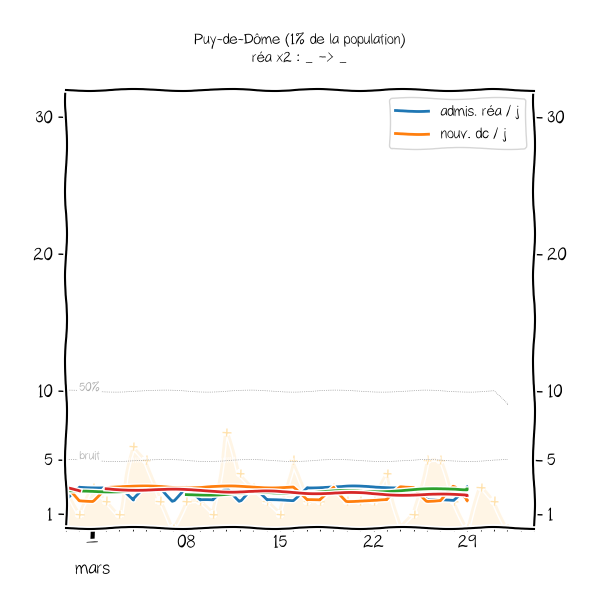 Puy-de-Dôme (1% de la population)
réa x2 : _ -> _
admis. réa / j
nouv. dc / j
30
30
20
20
50%
10
10
bruit
5
5
1
1
1
08
15
22
29
mars